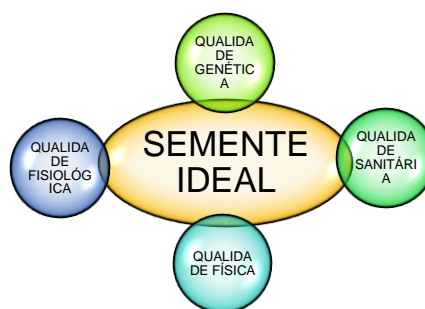 QUALIDA
DE
GENÉTIC
A
SEMENTE
IDEAL
QUALIDA
DE
FISIOLÓG
ICA
QUALIDA
DE
SANITÁRI
A
QUALIDA
DE FÍSICA